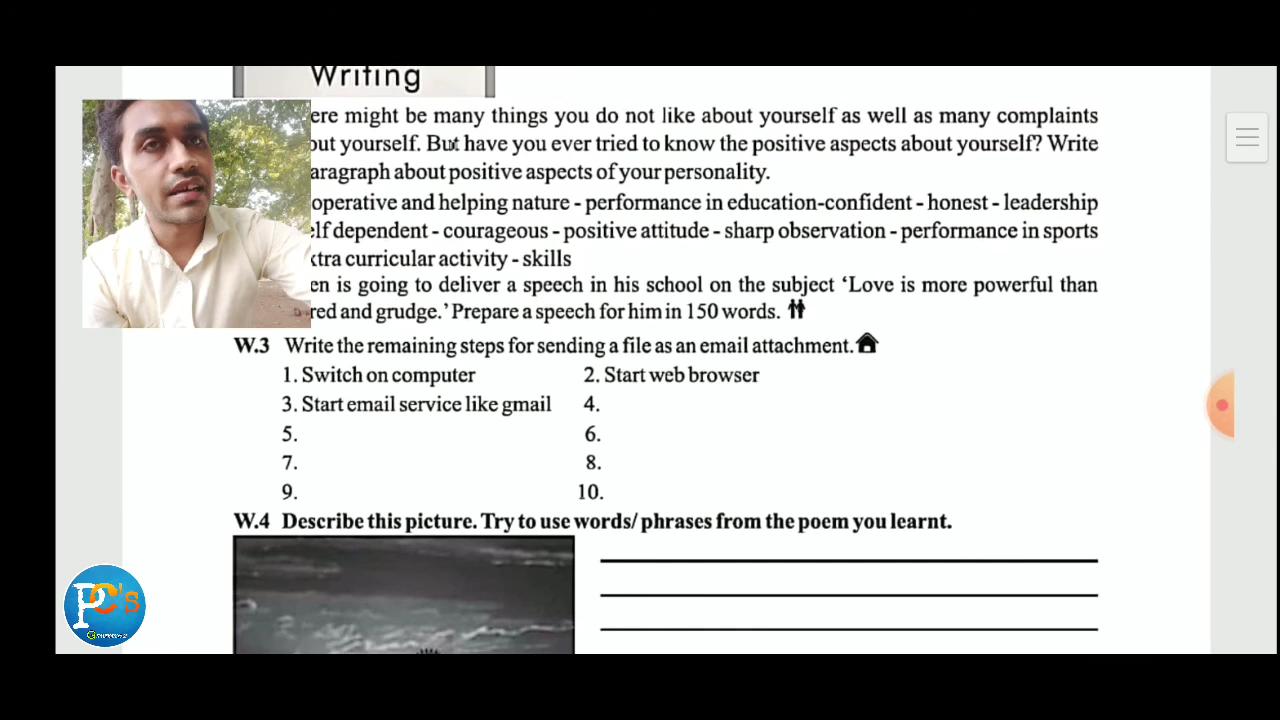 Writing
ere might be many things you do not like about yourself as well as many complaints
out yourself. But have you ever tried to know the positive aspects about yourself? Write
aragraph about positive aspects of your personality.
operative and helping nature - performance in education-confident - honest - leadership
elf dependent - courageous - positive attitude - sharp observation - performance in sports
xtra curricular activity - skills
en is going to deliver a speech in his school on the subject ‘Love is more powerful than
red and grudge.’ Prepare a speech for him in 150 words.
W.3 Write the remaining steps for sending a file as an email attachment.
1. Switch on computer 2. Start web browser
3. Start email service like gmail 4.
5. 6.
7. 8.
9. 10.
W.4 Describe this picture. Try to use words/ phrases from the poem you learnt.
PC's